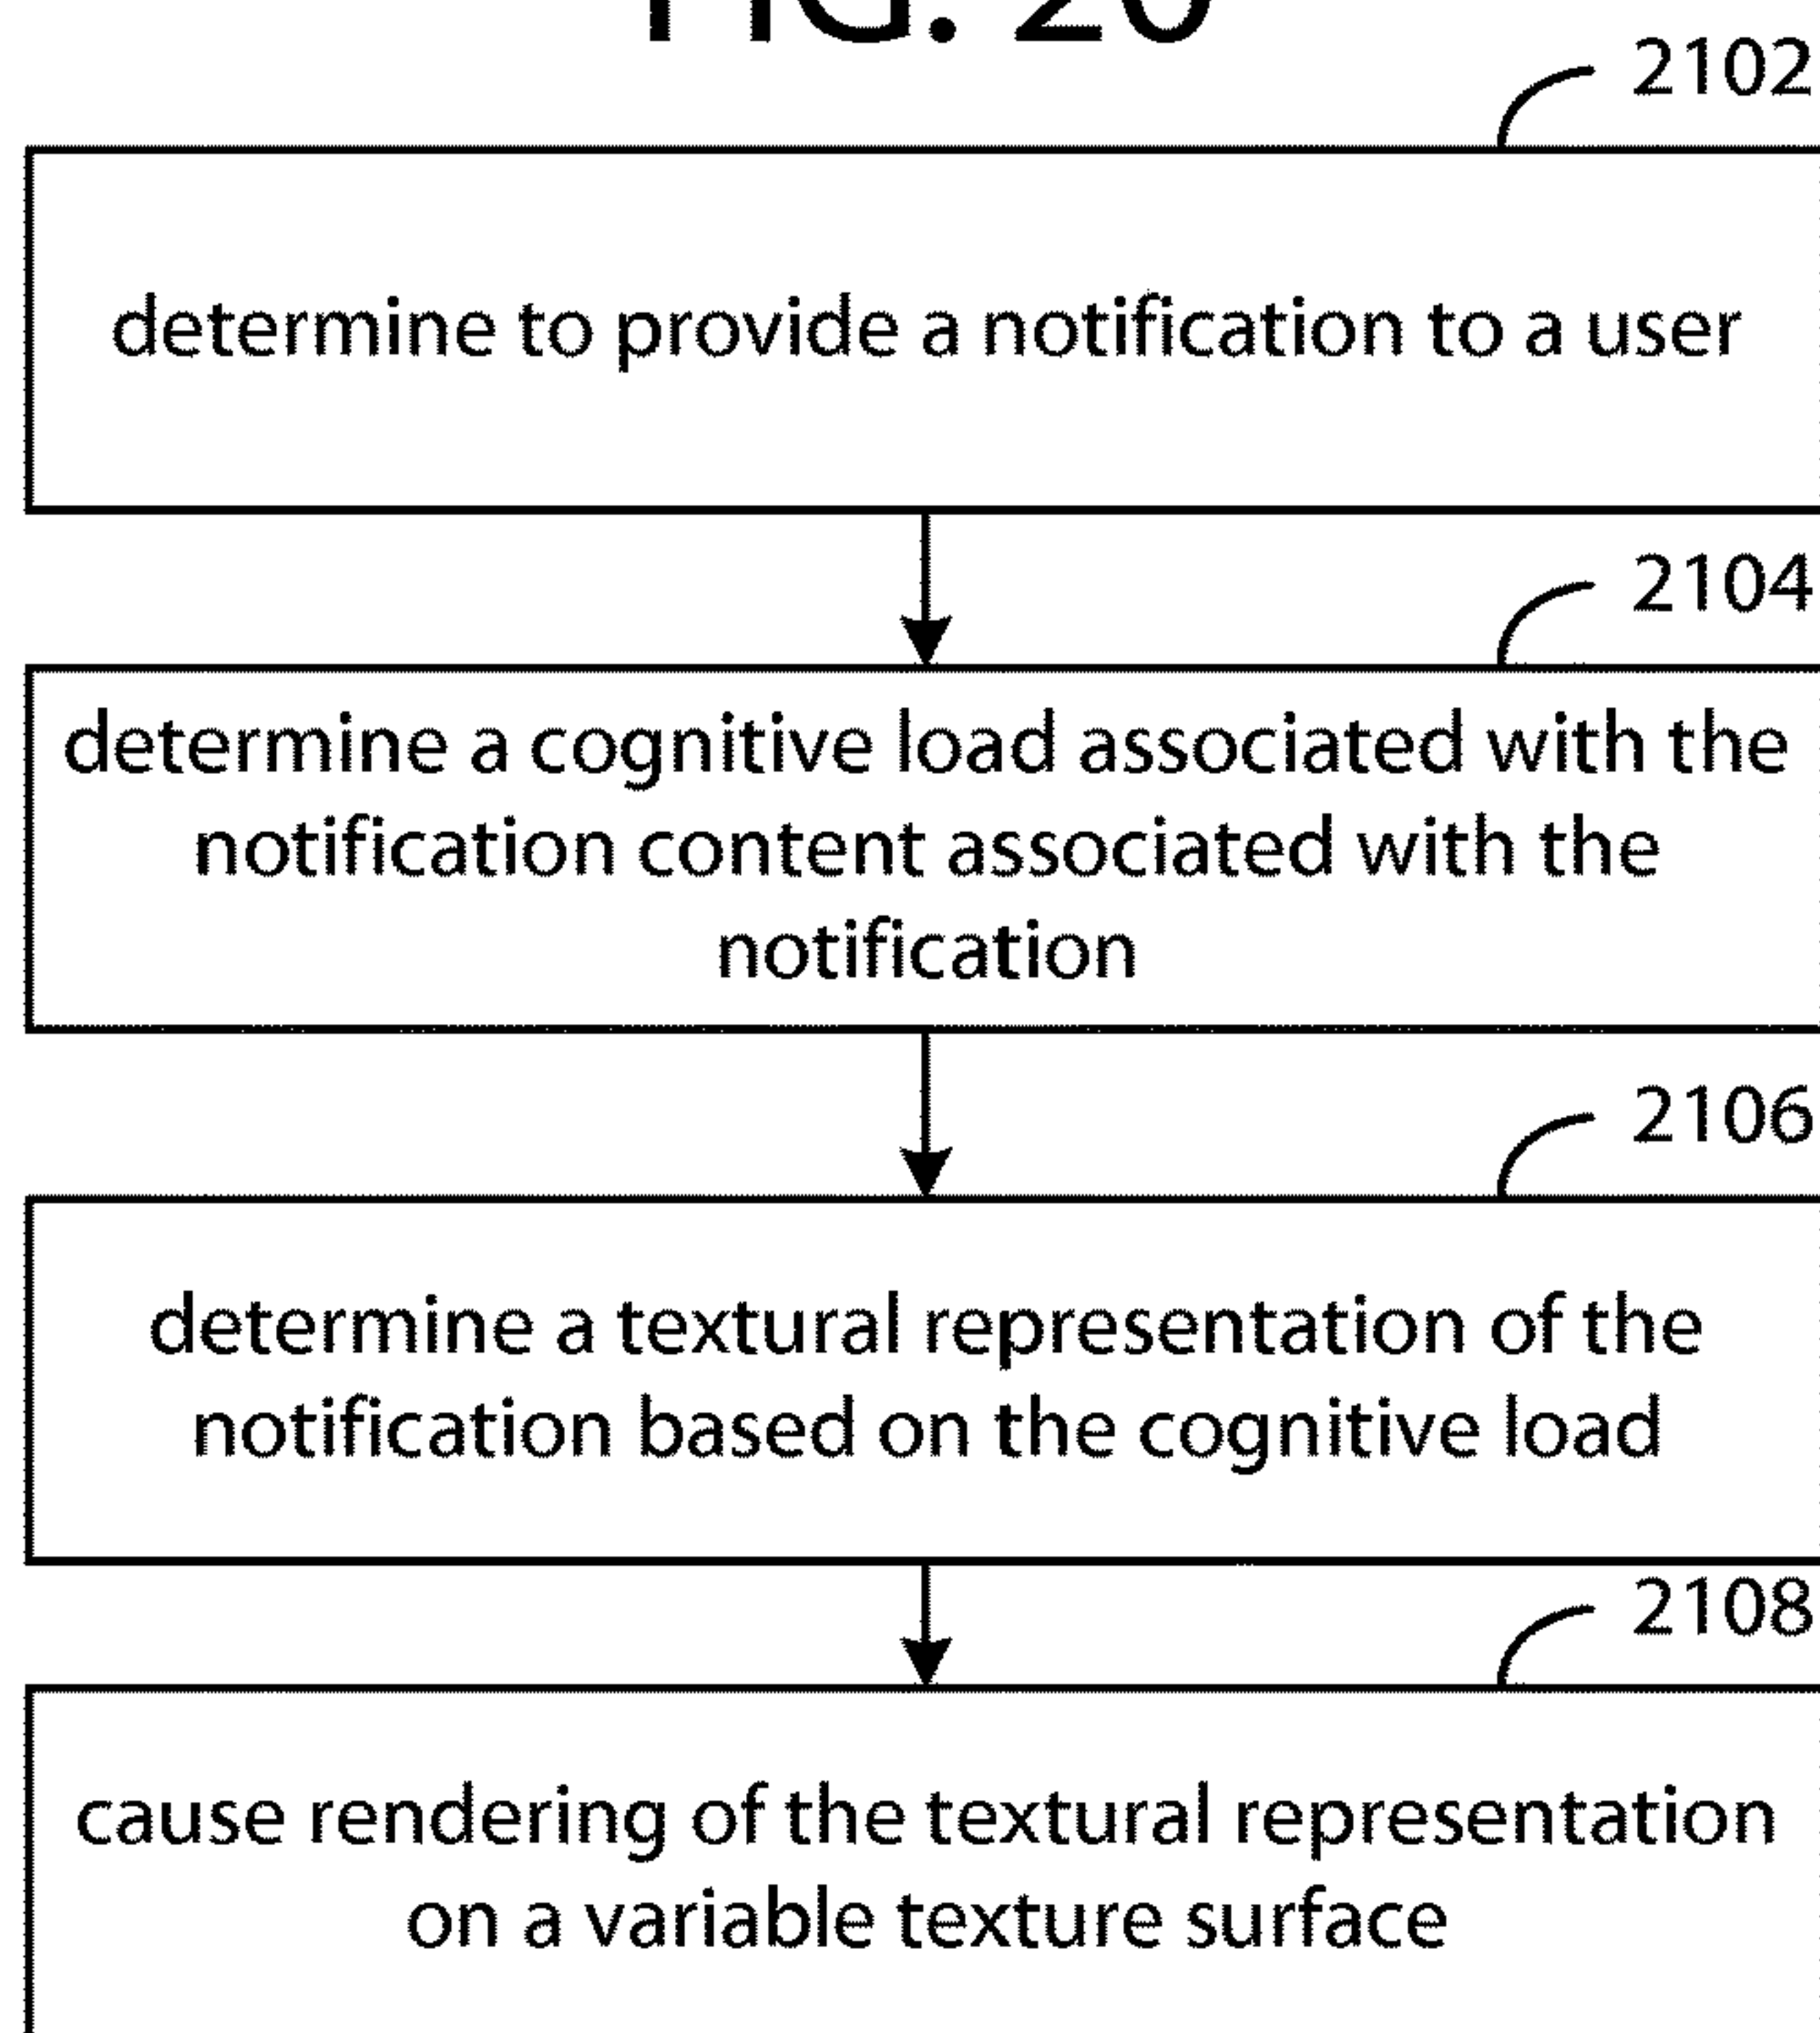 FIG. 20
2102
determine to provide a notification to a user
2104
determine a cognitive load associated with the
notification content associated with the
notification
2106
determine a textural representation of the
notification based on the cognitive load
2108
cause rendering of the textural representation
on a variable texture surface